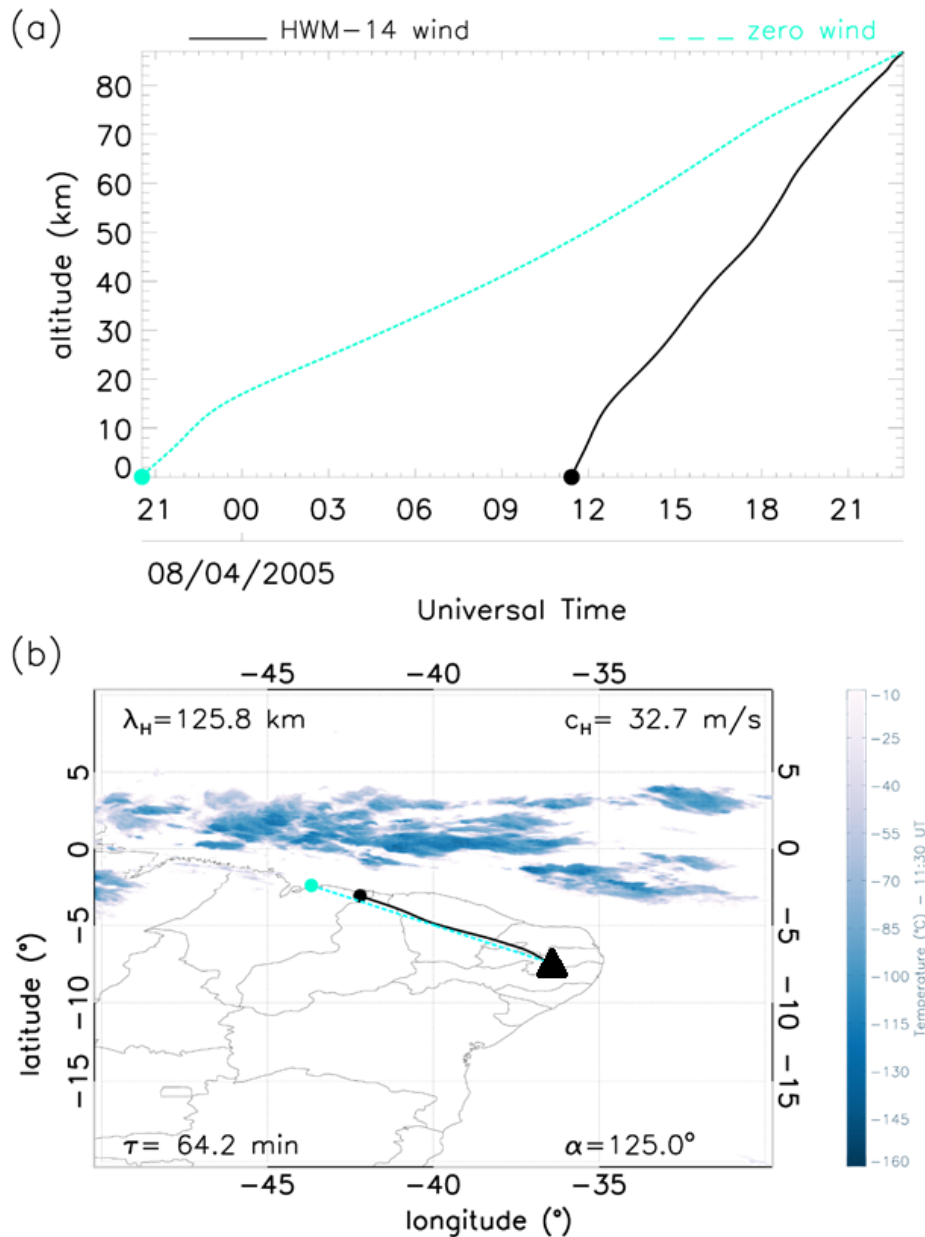 (a)
HWM-14 wind
zero wind
altitude (km)
80
70
60
50
40
30
20
10
0
21 00 03 06 09 12 15 18 21
08/04/2005
Universal Time
(b)
-45 -40 -35
λH=125.8 km
cH= 32.7 m/s
latitude (°)
5
0
-5
-10
-15
5
0
-5
-10
-15
τ= 64.2 min
α=125.0°
-45 -40 -35
longitude (°)
-10
-25
-40
-55
-70
-85
-100
-115
-130
-145
-160
Temperature (°C) - 11:30 UT